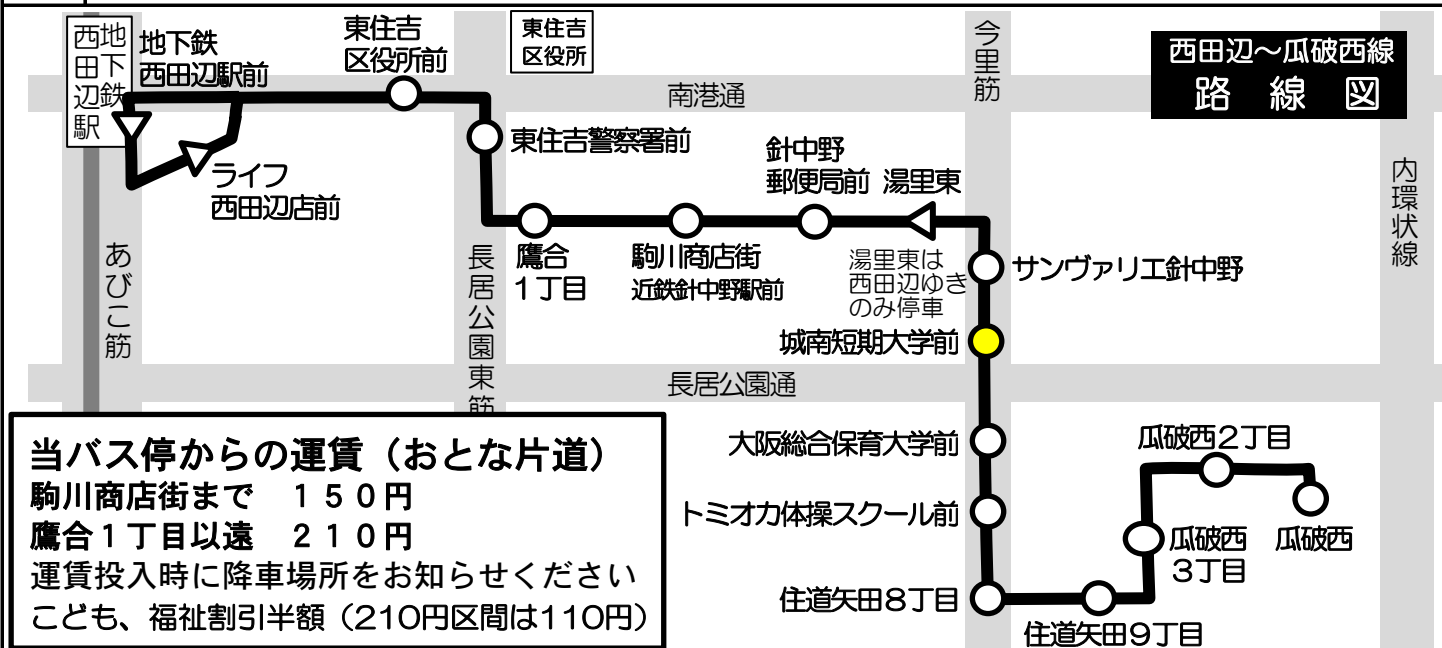 西田辺～瓜破西線
路線図
地下鉄
西田辺駅
地下鉄
西田辺駅前
東住吉
区役所前
東住吉
区役所
今里筋
南港通
内環状線
東住吉警察署前
ライフ
西田辺店前
針中野
郵便局前
湯里東
あびこ筋
長居公園東筋
鷹合
1丁目
駒川商店街
近鉄針中野駅前
湯里東は
西田辺ゆき
のみ停車
サンヴァリエ針中野
城南短期大学前
長居公園通
大阪総合保育大学前
トミオカ体操スクール前
住道矢田8丁目
住道矢田9丁目
瓜破西2丁目
瓜破西
3丁目
瓜破西
当バス停からの運賃（おとな片道）
駒川商店街まで　１５０円
鷹合１丁目以遠　２１０円
運賃投入時に降車場所をお知らせください
こども、福祉割引半額（210円区間は110円）